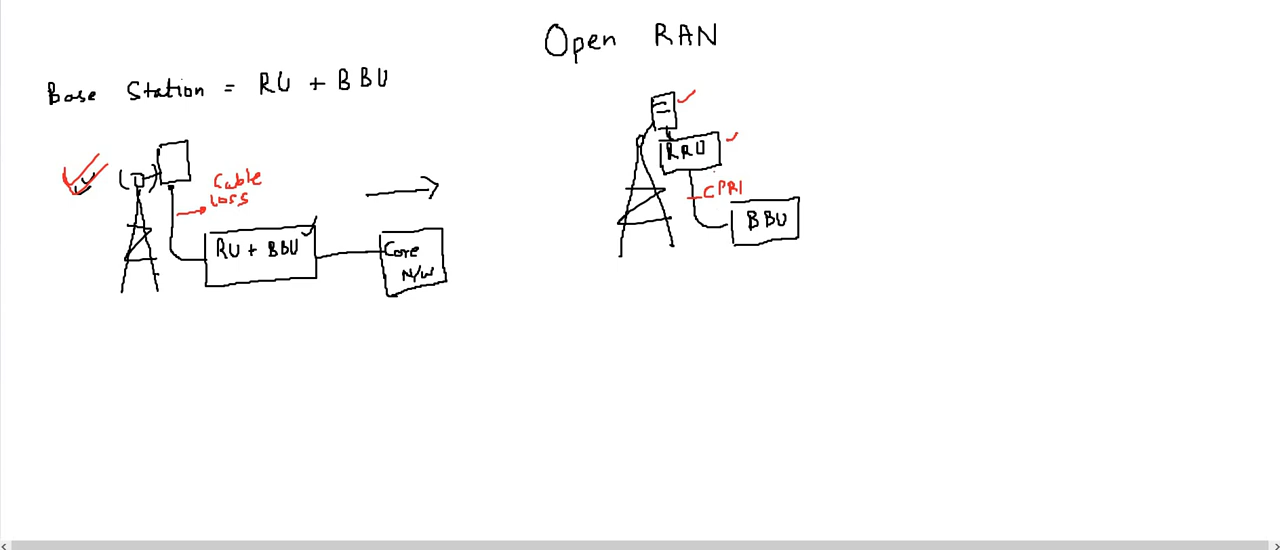 Open RAN
Base Station = RU + BBU
Cable
Loss
RU + BBU
Core
N/W
RRU
CPRI
BBU